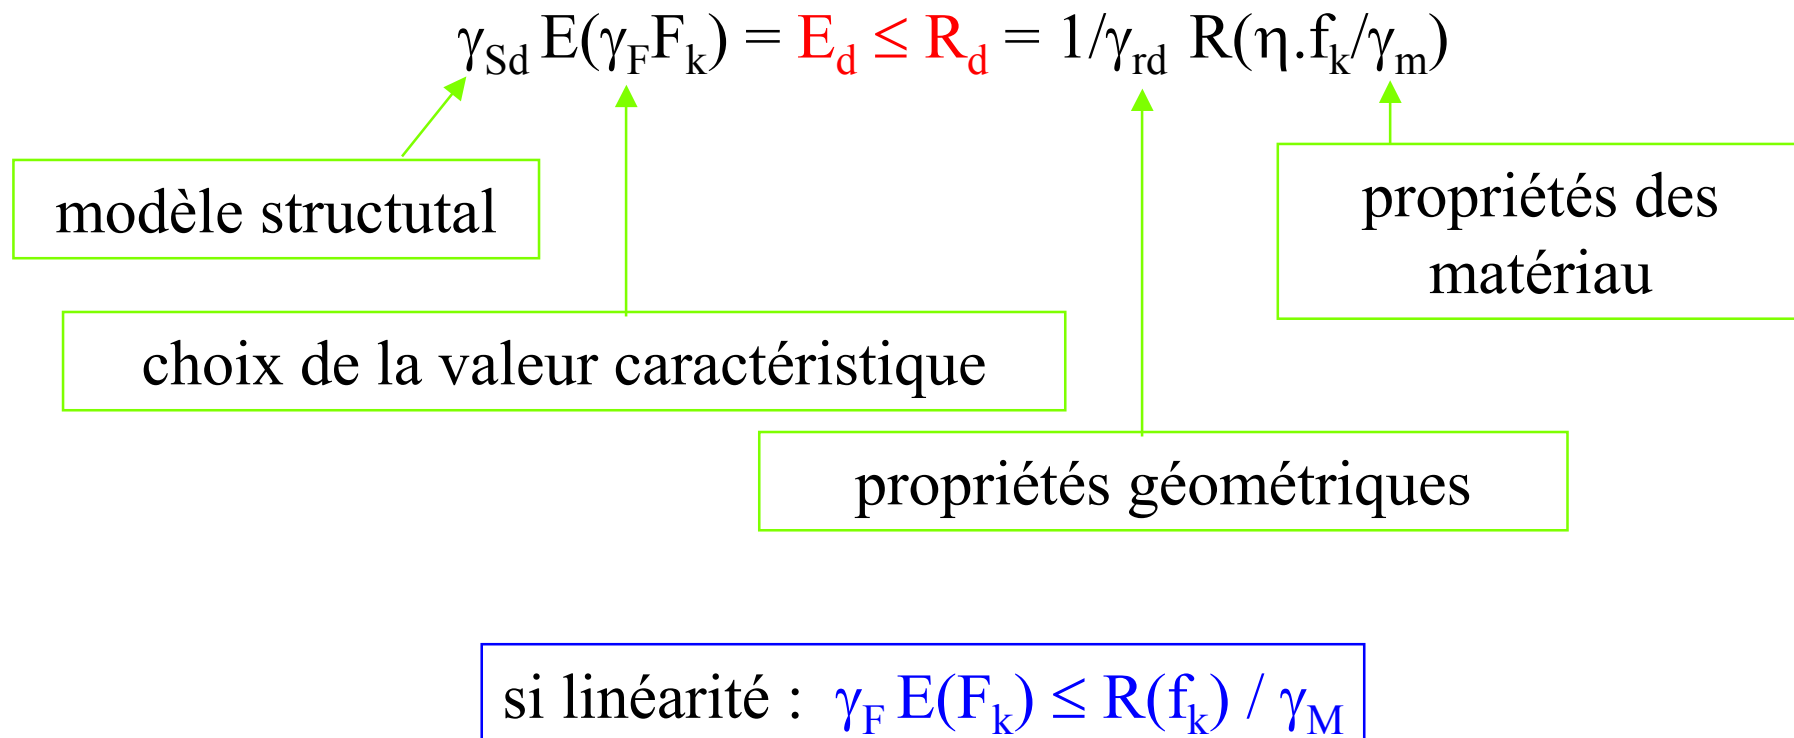 γSd E(γFFk) = Ed ≤ Rd = 1/γrd R(η.fk/γm)
modèle structutal
propriétés des
matériau
choix de la valeur caractéristique
propriétés géométriques
si linéarité : γF E(Fk) ≤ R(fk) / γM